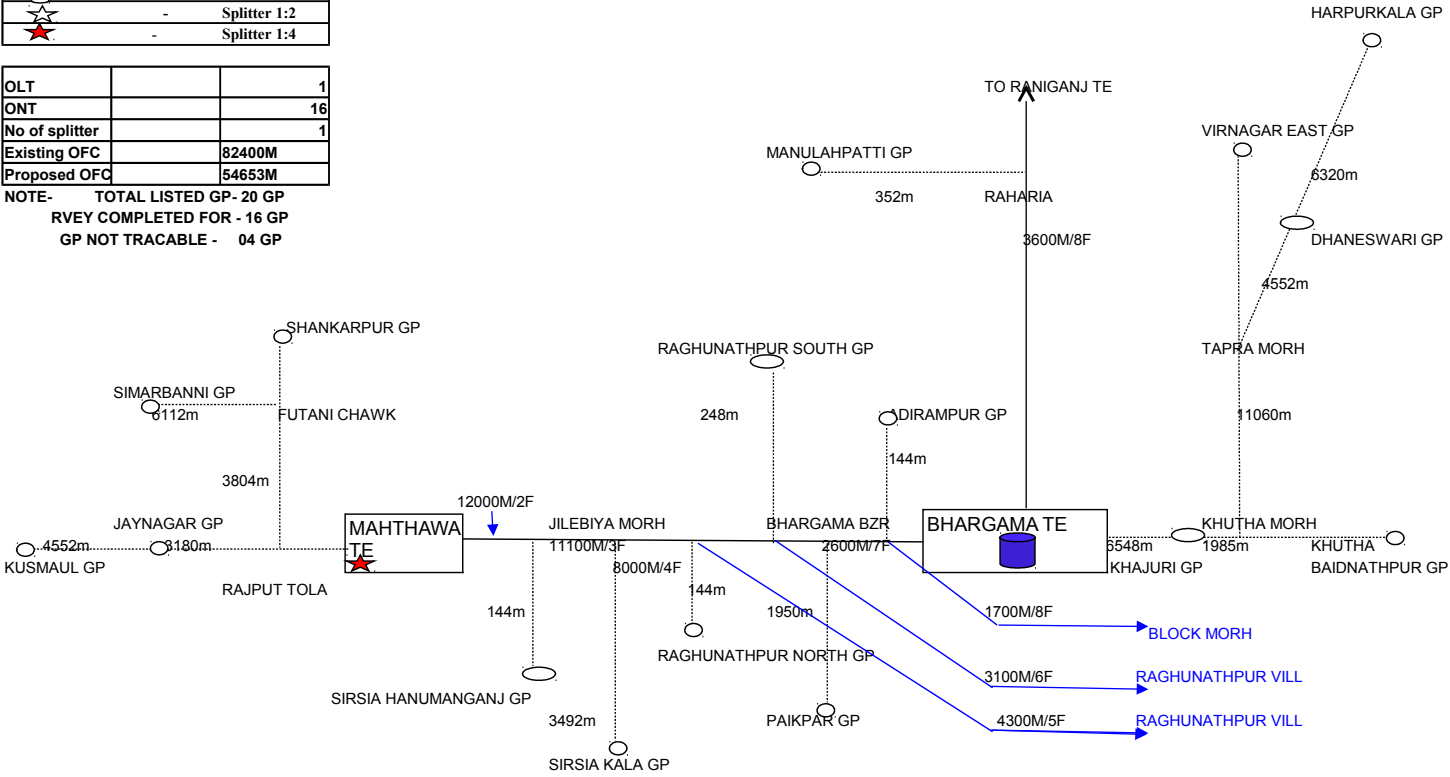 - Splitter 1:2
- Splitter 1:4
OLT 1
ONT 16
No of splitter 1
Existing OFC 82400M
Proposed OFC 54653M
NOTE- TOTAL LISTED GP- 20 GP
RVEY COMPLETED FOR - 16 GP
GP NOT TRACABLE - 04 GP
HARPURKALA GP
TO RANIGANJ TE
VIRNAGAR EAST GP
MANULAHPATTI GP
6320m
352m
RAHARIA
3600M/8F
DHANESWARI GP
4552m
SHANKARPUR GP
RAGHUNATHPUR SOUTH GP
TAPRA MORH
SIMARBANNI GP
6112m
FUTANI CHAWK
248m
ADIRAMPUR GP
11060m
144m
3804m
12000M/2F
JAYNAGAR GP
MAHTHAWA
TE
JILEBIYA MORH
BHARGAMA BZR
BHARGAMA TE
KHUTHA MORH
4552m
3180m
11100M/3F
2600M/7F
6548m
1985m
KHUTHA
BAIDNATHPUR GP
KUSMAUL GP
8000M/4F
KHAJURI GP
RAJPUT TOLA
144m
144m
1950m
1700M/8F
BLOCK MORH
RAGHUNATHPUR NORTH GP
3100M/6F
RAGHUNATHPUR VILL
SIRSIA HANUMANGANJ GP
3492m
PAIKPAR GP
4300M/5F
RAGHUNATHPUR VILL
SIRSIA KALA GP